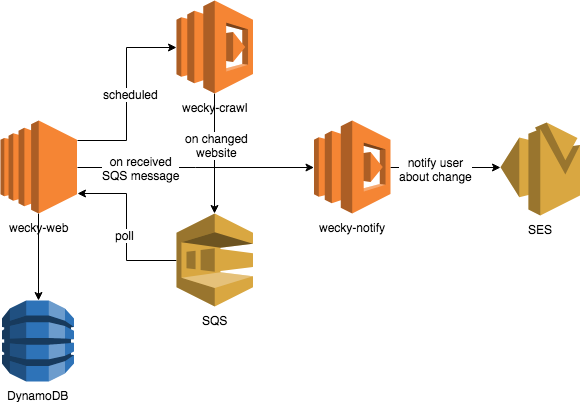 scheduled
wecky-crawl
on changed
website
on received
SQS message
notify user
about change
wecky-web
poll
wecky-notify
SES
SQS
DynamoDB